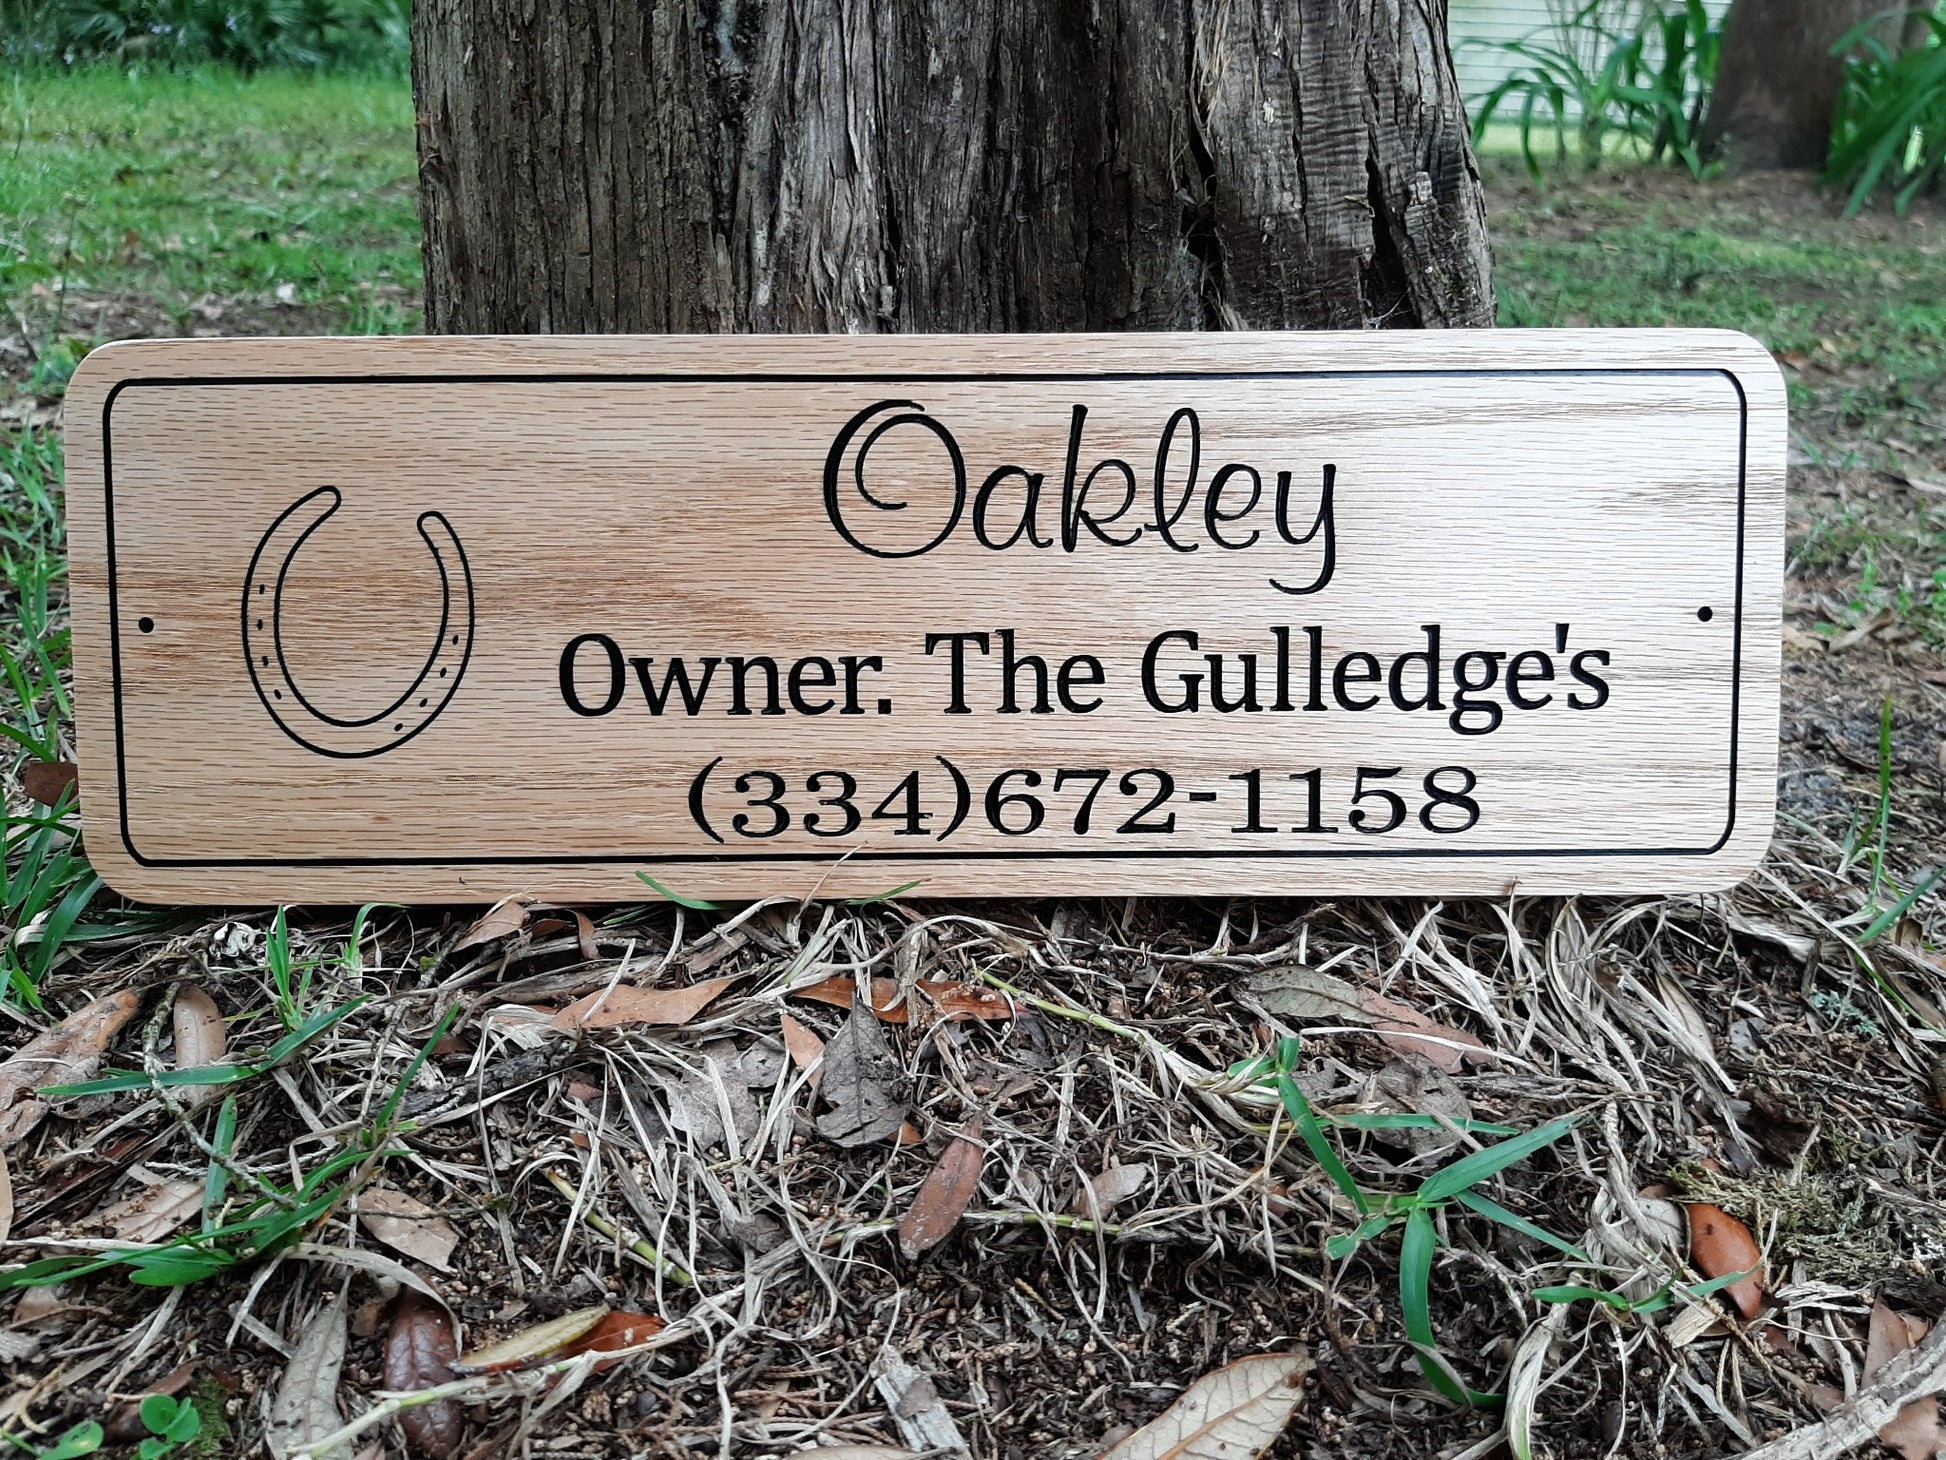 Oakley
Owner. The Gulledge's
(334)672-1158